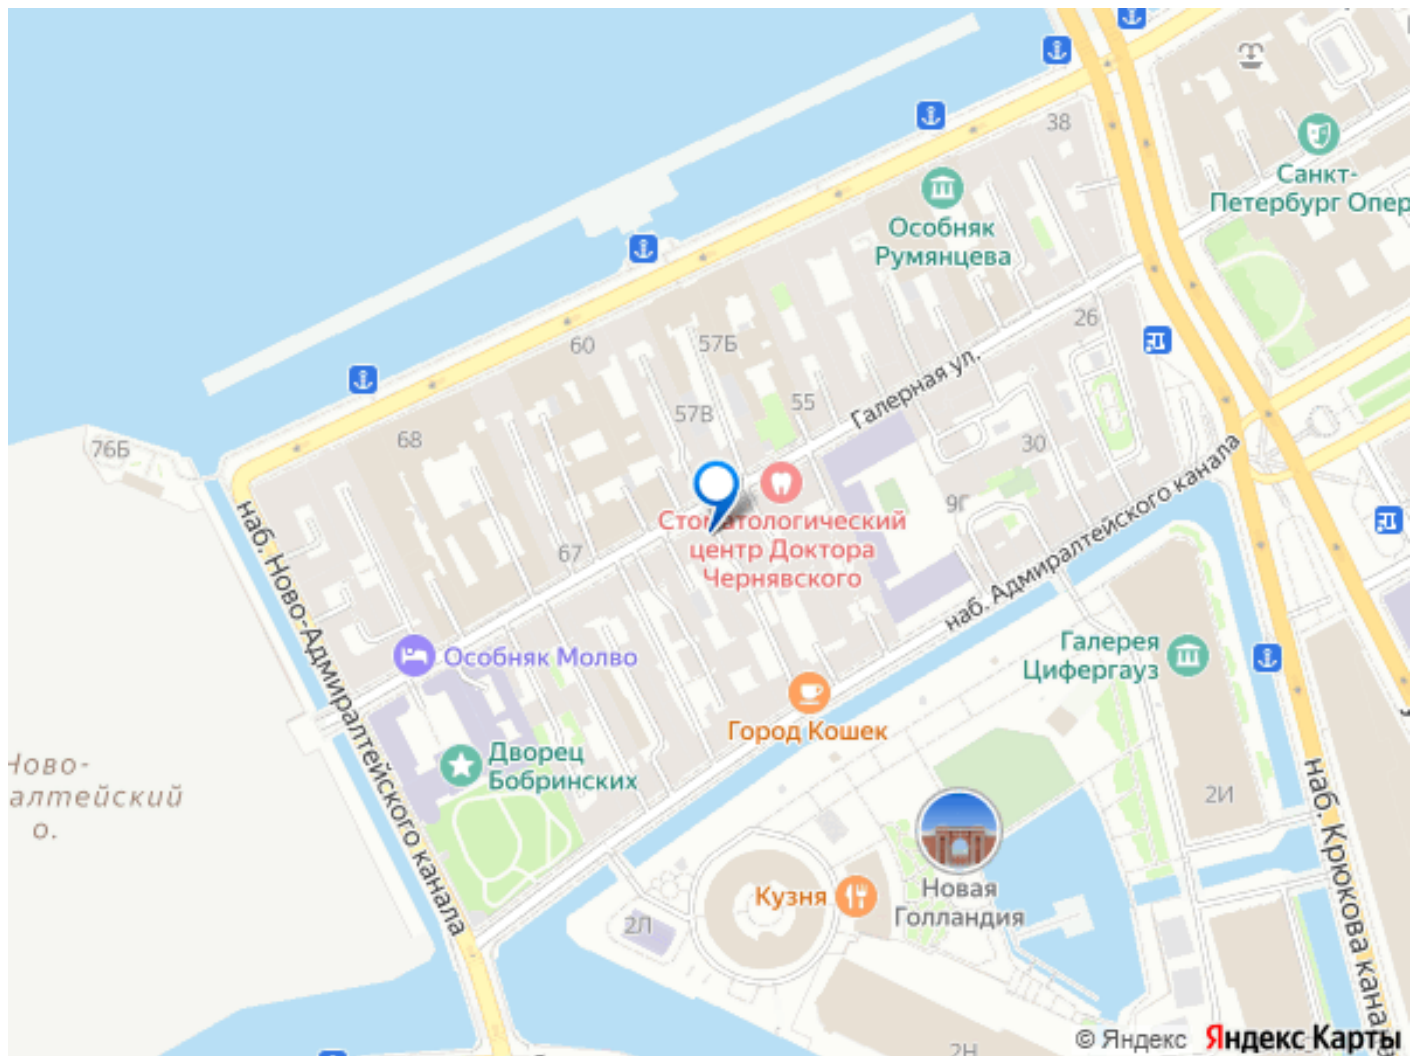 38
Санкт-
Петербург Опер
Особняк
Румянцева
26
57Б
60
Галерная ул.
55
57В
68
76Б
30
9Г
Стоматологический
центр Доктора
Чернявского
67
наб. Адмиралтейского канала
наб. Ново-Адмиралтейского канала
Особняк Молво
Галерея
Цифергауз
Город Кошек
Дворец
Бобринских
Ново-
алтейский
о.
2И
наб. Крюкова кана
Кузня
Новая
Голландия
2Л
2Н
© Яндекс Яндекс Карты